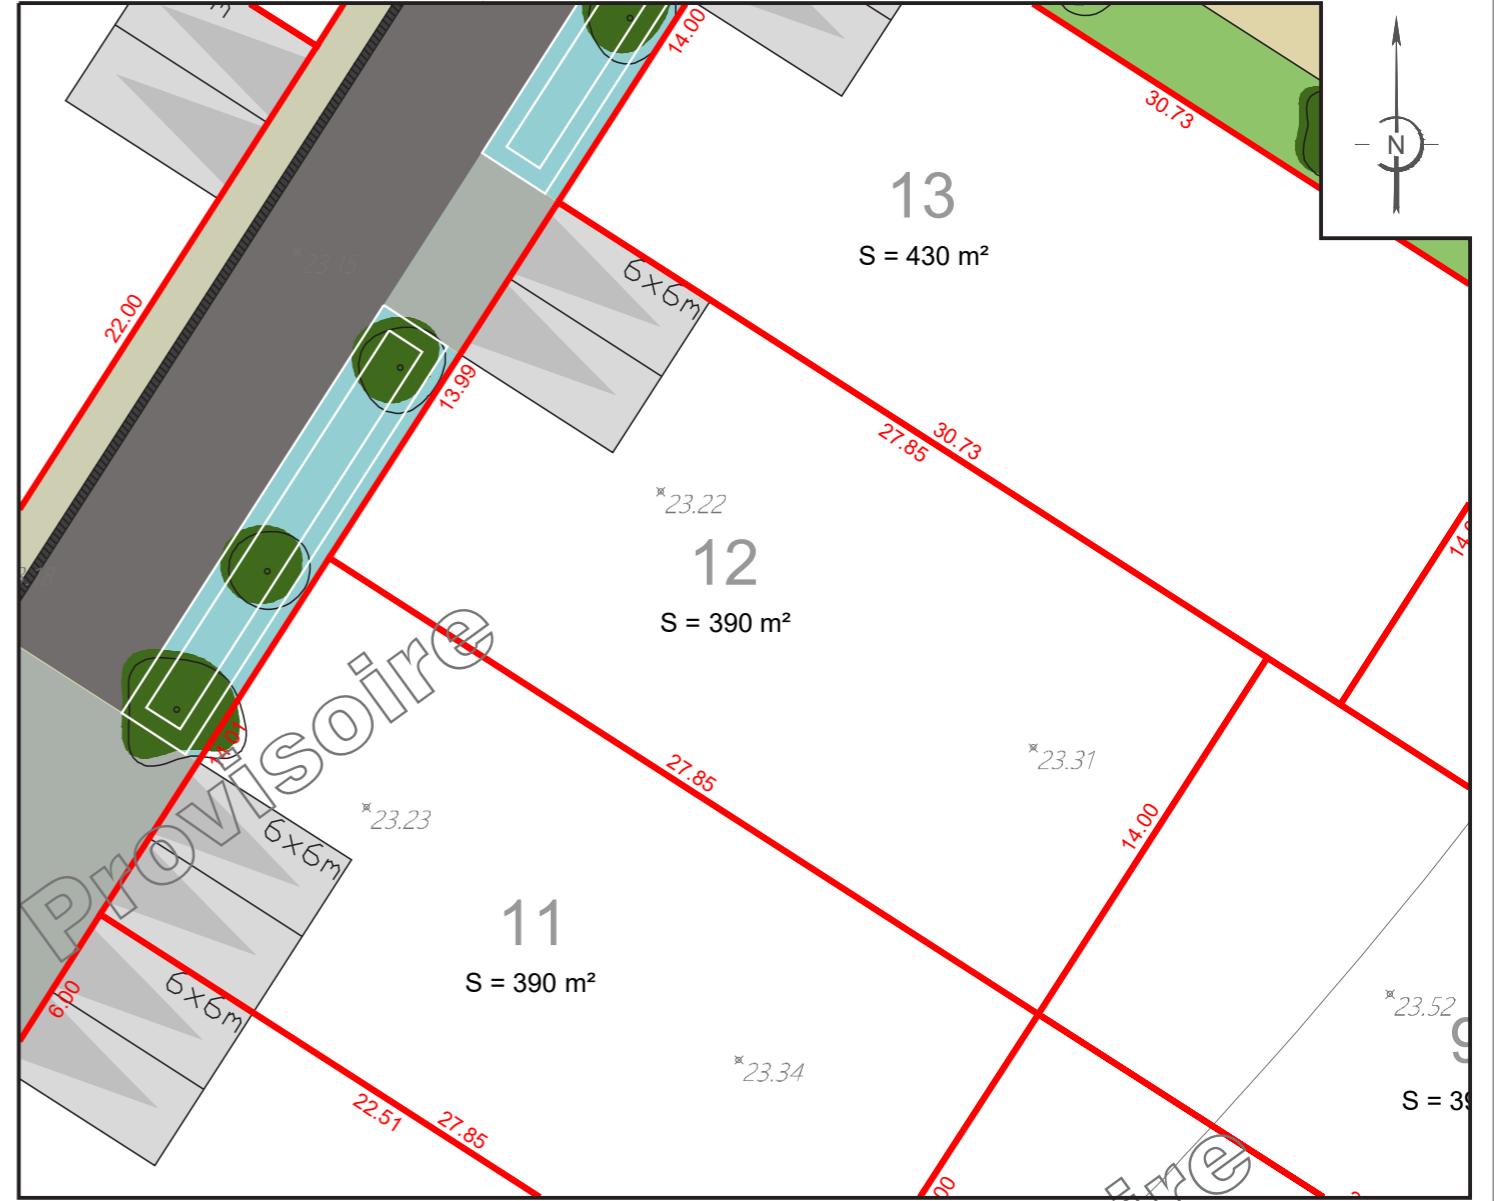 14.00
30.73
N
13
S = 430 m²
23.15
6x6m
22.00
13.99
30.73
27.85
23.22
12
S = 390 m²
Provisoire
14.01
27.85
23.31
23.23
14.00
6x6m
11
S = 390 m²
23.52
6.00
6x6m
23.34
22.51
27.85